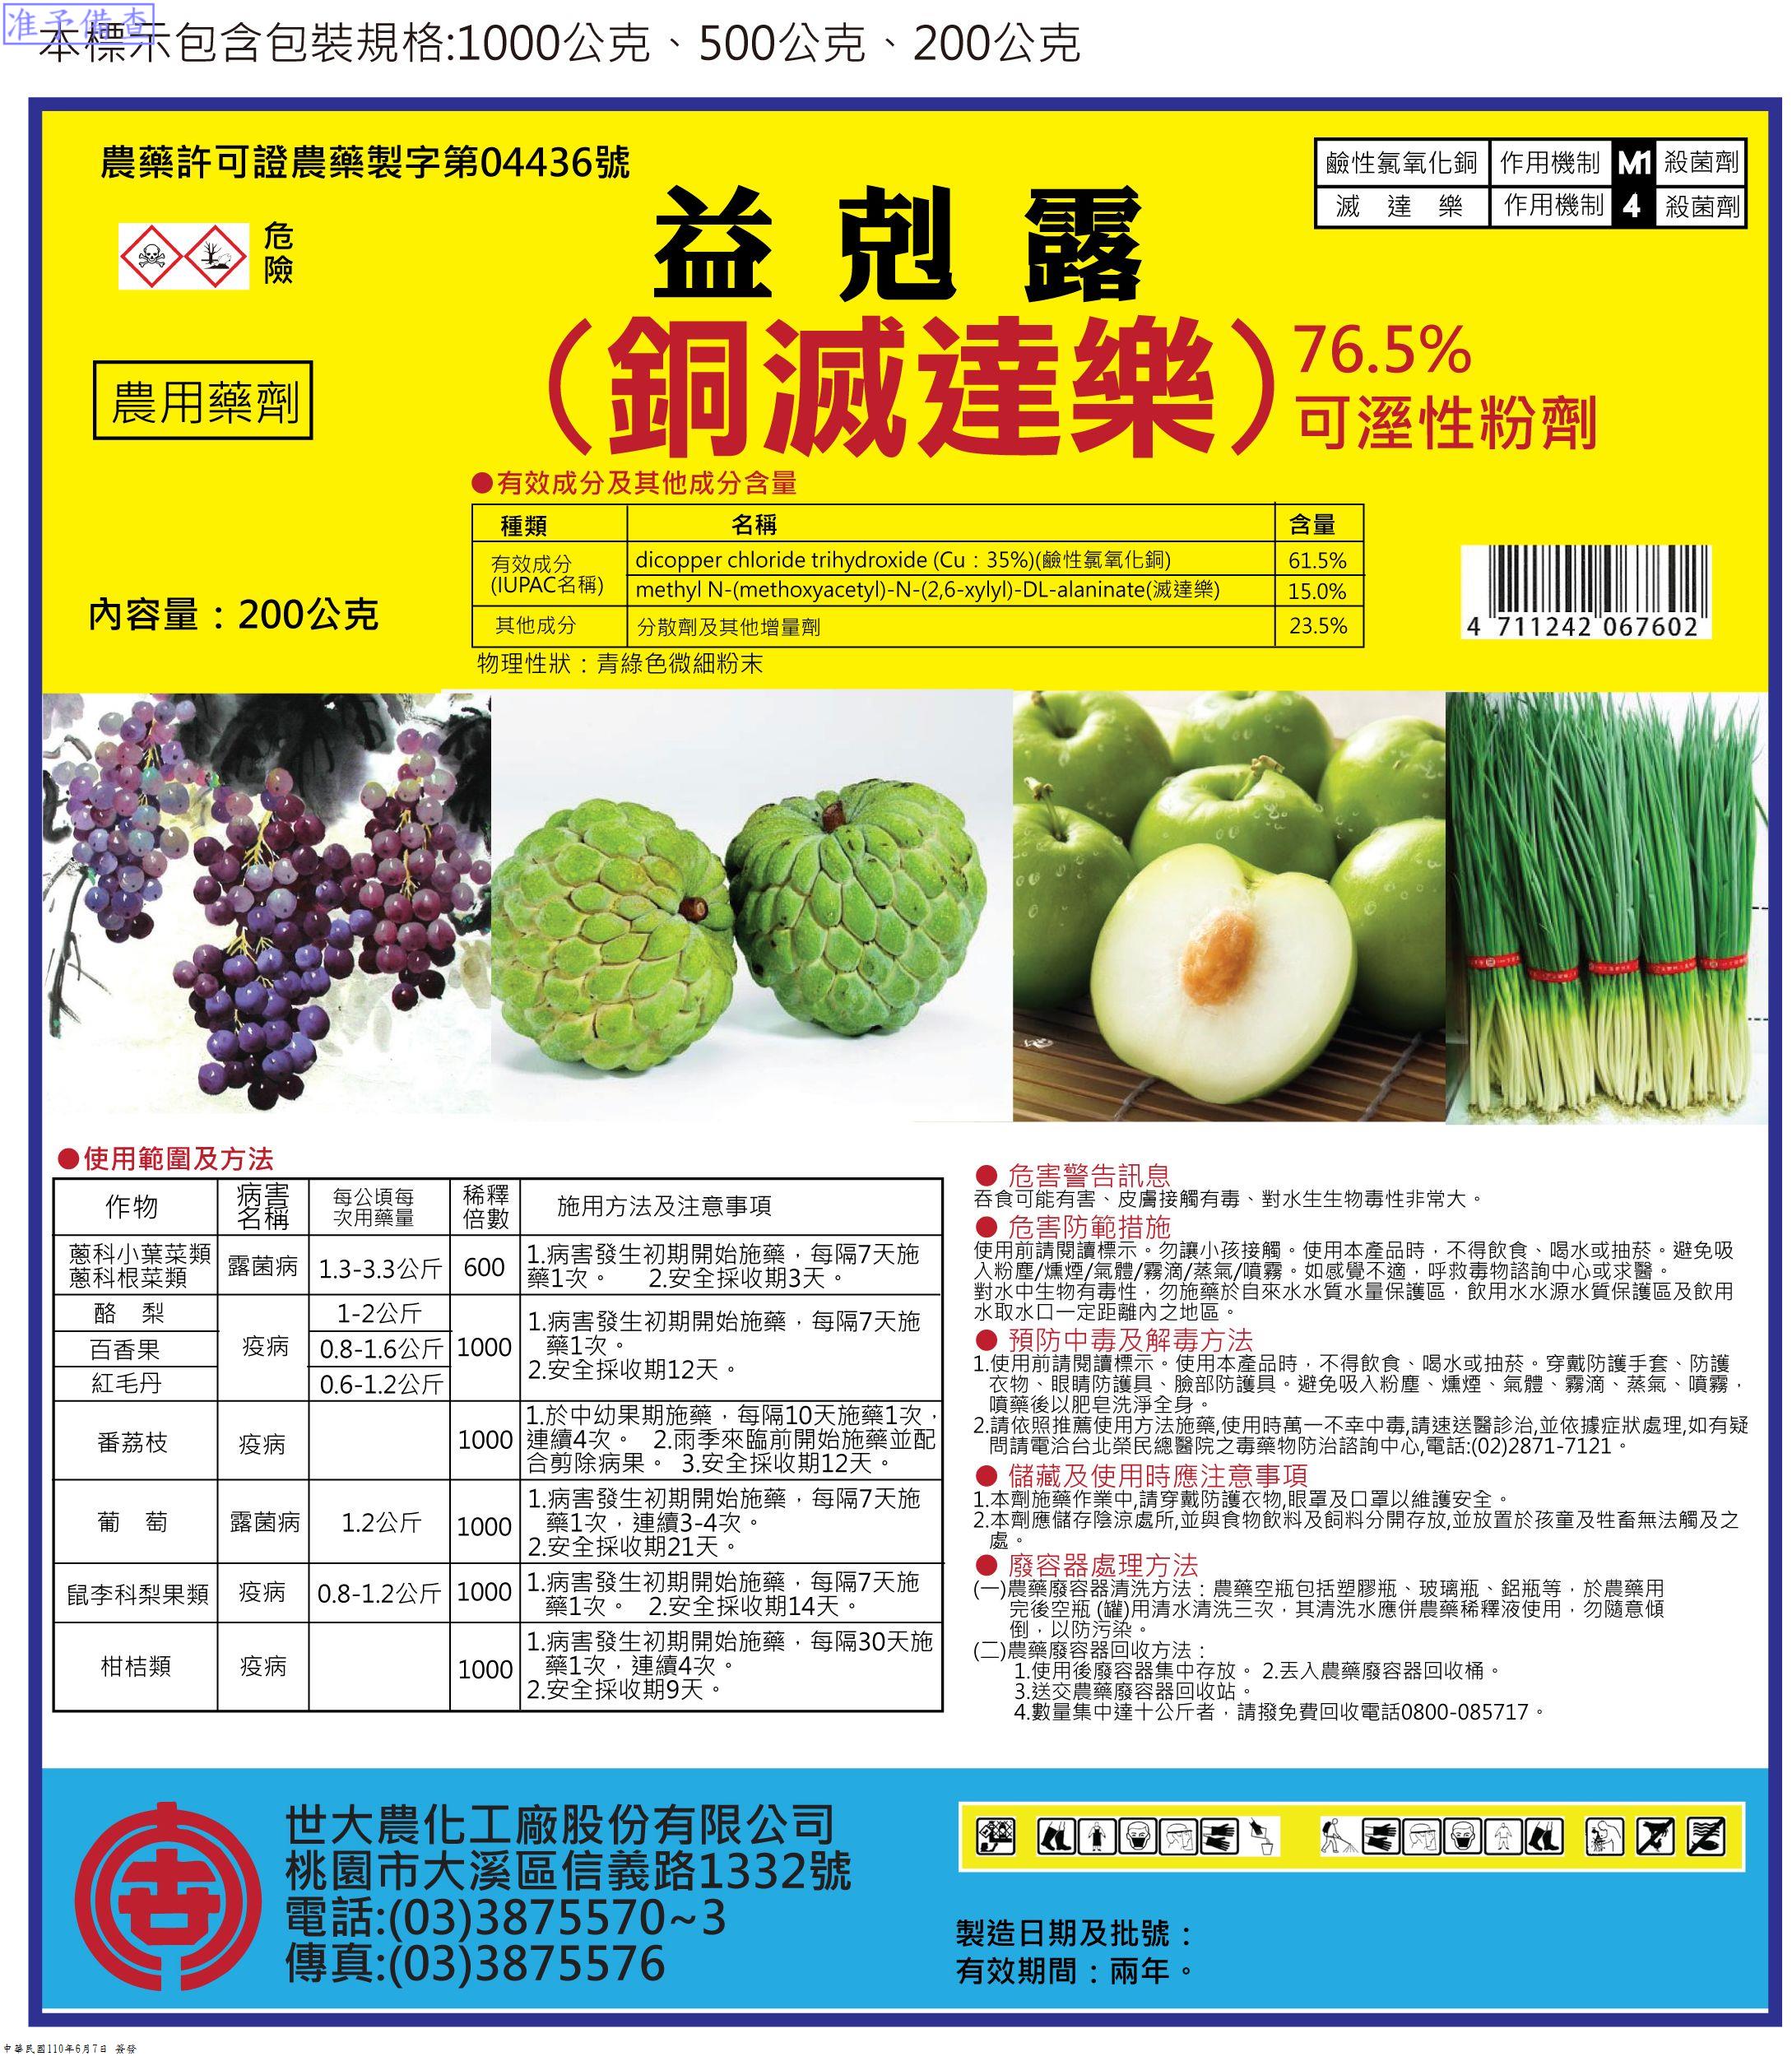 准予備查
本標示包含包裝規格:1000公克、500公克、200公克
農藥許可證農藥製字第04436號
鹼性氯氧化銅 作用機制 M1 殺菌劑
滅達樂 作用機制 4 殺菌劑
危險
益剋露
(銅滅達樂)
76.5%
可溼性粉劑
農用藥劑
●有效成分及其他成分含量
種類 名稱 含量
有效成分
(IUPAC名稱)
dicopper chloride trihydroxide (Cu：35%)(鹼性氯氧化銅) 61.5%
methyl N-(methoxyacetyl)-N-(2,6-xylyl)-DL-alaninate(滅達樂) 15.0%
其他成分 分散劑及其他增量劑 23.5%
物理性狀：青綠色微細粉末
內容量：200公克
4 711242 067602
●使用範圍及方法
作物 病害名稱 每公頃每次用藥量 稀釋倍數 施用方法及注意事項
蔥科小葉菜類
蔥科根菜類
露菌病 1.3-3.3公斤 600
1.病害發生初期開始施藥，每隔7天施
藥1次。 2.安全採收期3天。
酪梨 1-2公斤
百香果 疫病 0.8-1.6公斤 1000
紅毛丹 0.6-1.2公斤
1.病害發生初期開始施藥，每隔7天施
藥1次。
2.安全採收期12天。
番荔枝 疫病 1000
1.於中幼果期施藥，每隔10天施藥1次，
連續4次。 2.雨季來臨前開始施藥並配
合剪除病果。 3.安全採收期12天。
葡萄 露菌病 1.2公斤 1000
1.病害發生初期開始施藥，每隔7天施
藥1次，連續3-4次。
2.安全採收期21天。
鼠李科梨果類 疫病 0.8-1.2公斤 1000
1.病害發生初期開始施藥，每隔7天施
藥1次。 2.安全採收期14天。
柑桔類 疫病 1000
1.病害發生初期開始施藥，每隔30天施
藥1次，連續4次。
2.安全採收期9天。
● 危害警告訊息
吞食可能有害、皮膚接觸有毒、對水生生物毒性非常大。
● 危害防範措施
使用前請閱讀標示。勿讓小孩接觸。使用本產品時，不得飲食、喝水或抽菸。避免吸
入粉塵/燻煙/氣體/霧滴/蒸氣/噴霧。如感覺不適，呼救毒物諮詢中心或求醫。
對水中生物有毒性，勿施藥於自來水水質水量保護區，飲用水水源水質保護區及飲用
水取水口一定距離內之地區。
● 預防中毒及解毒方法
1.使用前請閱讀標示。使用本產品時，不得飲食、喝水或抽菸。穿戴防護手套、防護
衣物、眼睛防護具、臉部防護具。避免吸入粉塵、燻煙、氣體、霧滴、蒸氣、噴霧，
噴藥後以肥皂洗淨全身。
2.請依照推薦使用方法施藥,使用時萬一不幸中毒,請速送醫診治,並依據症狀處理,如有疑
問請電洽台北榮民總醫院之毒藥物防治諮詢中心,電話:(02)2871-7121。
● 儲藏及使用時應注意事項
1.本劑施藥作業中,請穿戴防護衣物,眼罩及口罩以維護安全。
2.本劑應儲存陰涼處所,並與食物飲料及飼料分開存放,並放置於孩童及牲畜無法觸及之
處。
● 廢容器處理方法
(一)農藥廢容器清洗方法：農藥空瓶包括塑膠瓶、玻璃瓶、鋁瓶等，於農藥用
完後空瓶 (罐)用清水清洗三次，其清洗水應併農藥稀釋液使用，勿隨意傾
倒，以防污染。
(二)農藥廢容器回收方法：
1.使用後廢容器集中存放。 2.丟入農藥廢容器回收桶。
3.送交農藥廢容器回收站。
4.數量集中達十公斤者，請撥免費回收電話0800-085717。
世大農化工廠股份有限公司
桃園市大溪區信義路1332號
電話:(03)3875570~3
傳真:(03)3875576
製造日期及批號：
有效期間：兩年。
中華民國110年6月7日 簽發